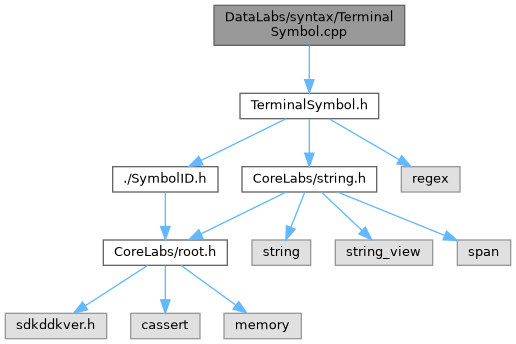 DataLabs/syntax/Terminal
Symbol.cpp
TerminalSymbol.h
./SymbolID.h
CoreLabs/string.h
regex
CoreLabs/root.h
string
string_view
span
sdkddkver.h
cassert
memory